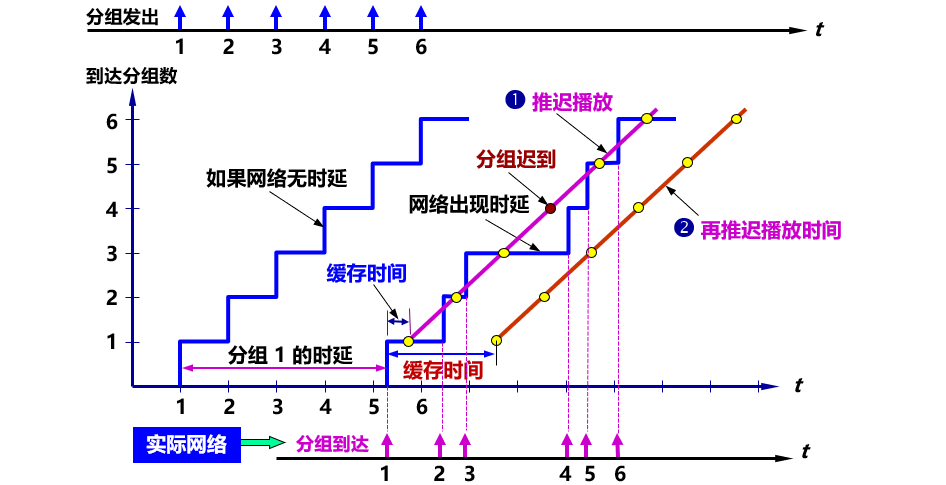 分组发出
t
1 2 3 4 5 6
到达分组数
❶ 推迟播放
6
分组迟到
5
如果网络无时延
网络出现时延
4
❷ 再推迟播放时间
3
缓存时间
2
1
分组 1 的时延
缓存时间
t
1 2 3 4 5 6
实际网络
分组到达
t
1 2 3 4 5 6